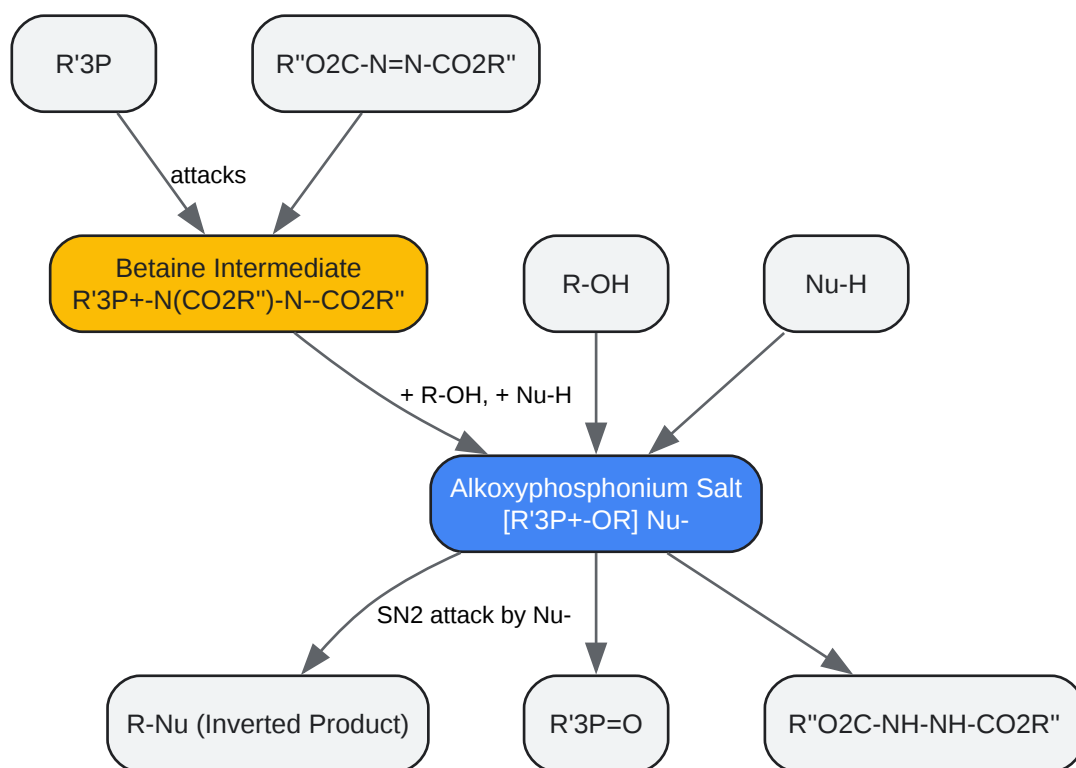 R'3P
R"O2C-N=N-CO2R"
attacks
Betaine Intermediate
R'3P+-N(CO2R")-N--CO2R"
R-OH
Nu-H
+ R-OH, + Nu-H
Alkoxyphosphonium Salt
[R'3P+-OR] Nu-
SN2 attack by Nu-
R-Nu (Inverted Product)
R'3P=O
R"O2C-NH-NH-CO2R"